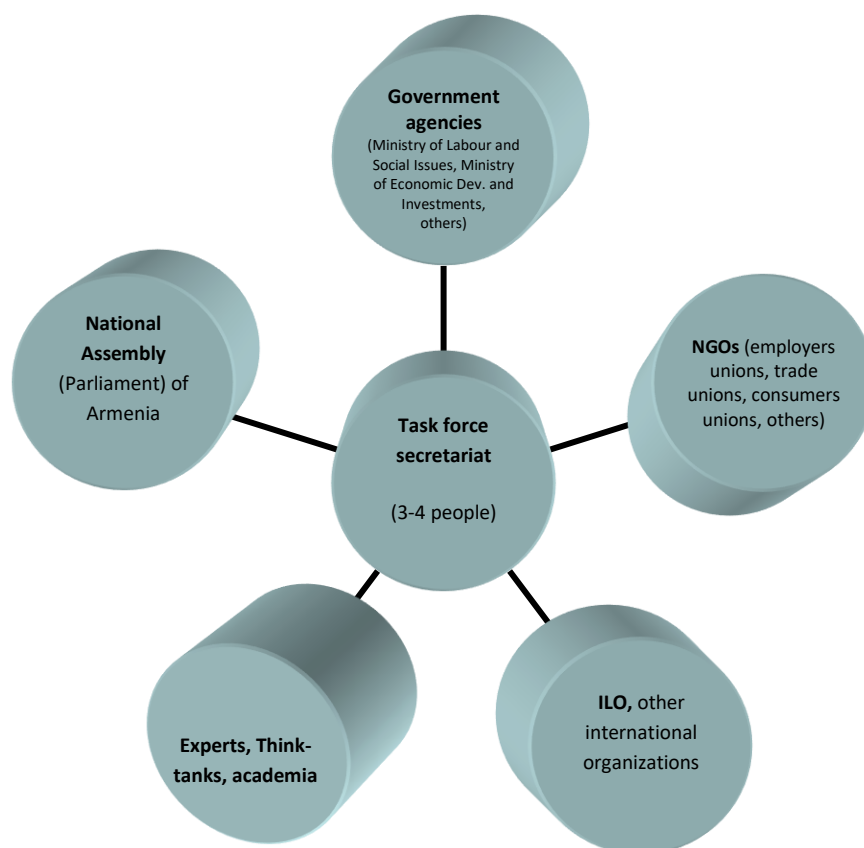 Government
agencies
(Ministry of Labour and
Social Issues, Ministry
of Economic Dev. and
Investments,
others)
National
Assembly
(Parliament) of
Armenia
NGOs (employers
unions, trade
unions, consumers
unions, others)
Task force
secretariat
(3-4 people)
Experts, Think-
tanks, academia
ILO, other
international
organizations